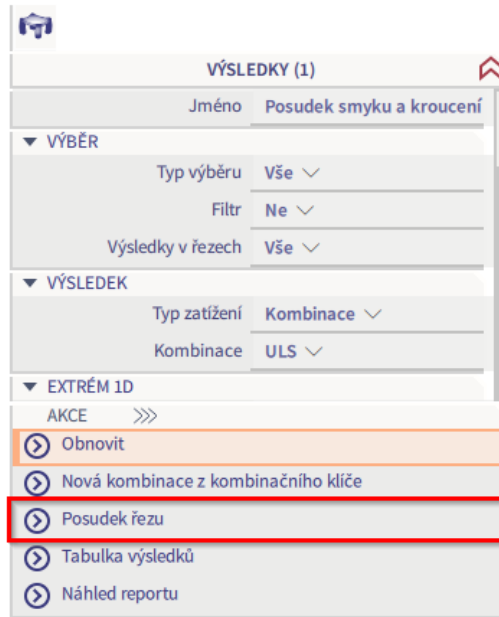 VÝSLEDKY (1)
Jméno Posudek smyku a kroucení
VÝBĚR
Typ výběru Vše
Filtr Ne
Výsledky v řezech Vše
VÝSLEDEK
Typ zatížení Kombinace
Kombinace ULS
EXTRÉM 1D
AKCE >>>
Obnovit
Nová kombinace z kombinačního klíče
Posudek řezu
Tabulka výsledků
Náhled reportu